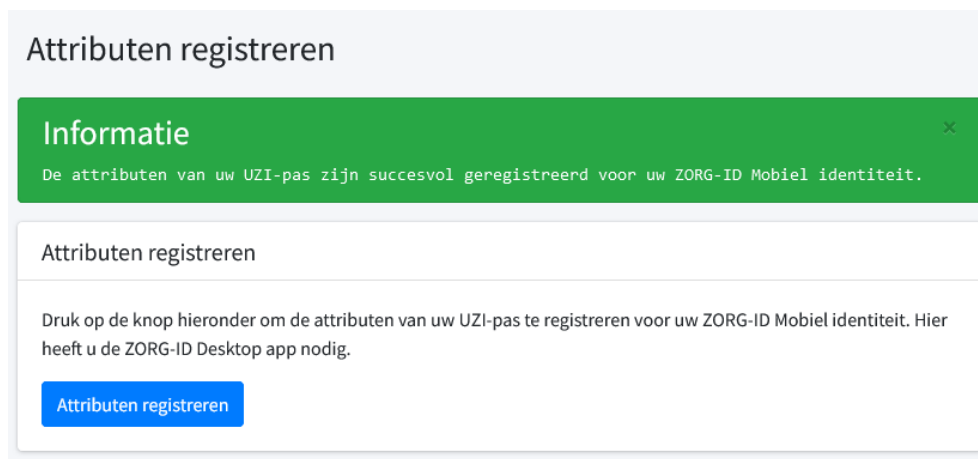 Attributen registreren
Informatie
×
De attributen van uw UZI-pas zijn succesvol geregistreerd voor uw ZORG-ID Mobiel identiteit.
Attributen registreren
Druk op de knop hieronder om de attributen van uw UZI-pas te registreren voor uw ZORG-ID Mobiel identiteit. Hier
heeft u de ZORG-ID Desktop app nodig.
Attributen registreren